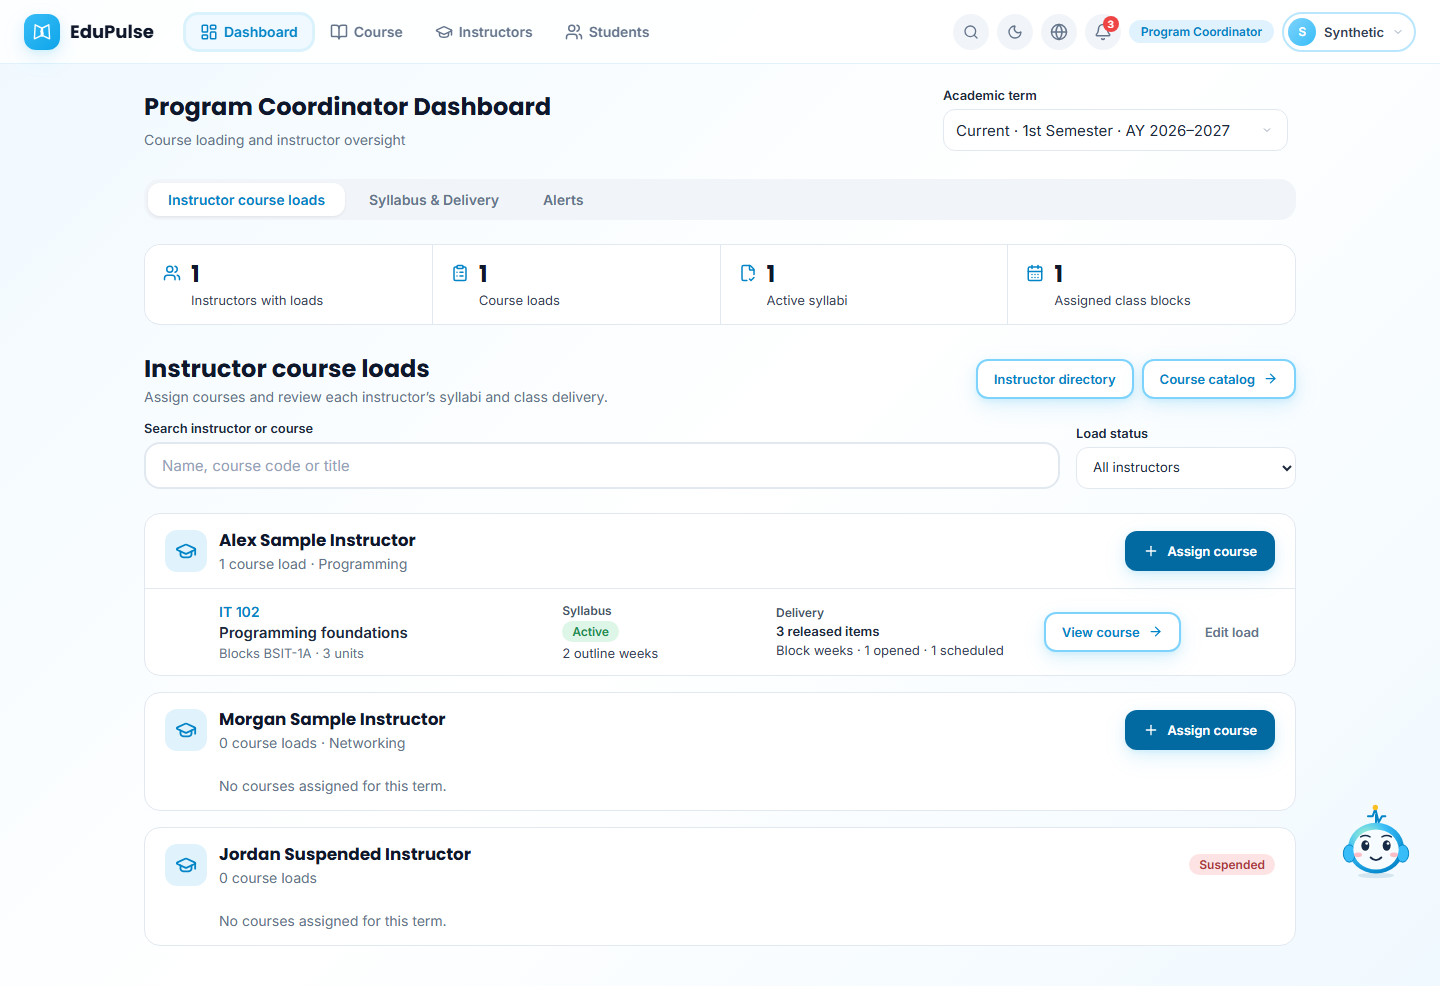 EduPulse
Dashboard
Course
Instructors
Students
3
Program Coordinator
S
Synthetic
Program Coordinator Dashboard
Course loading and instructor oversight
Academic term
Current · 1st Semester · AY 2026–2027
Instructor course loads
Syllabus & Delivery
Alerts
1
Instructors with loads
1
Course loads
1
Active syllabi
1
Assigned class blocks
Instructor course loads
Assign courses and review each instructor’s syllabi and class delivery.
Instructor directory
Course catalog
Search instructor or course
Name, course code or title
Load status
All instructors
Alex Sample Instructor
1 course load · Programming
Assign course
IT 102
Programming foundations
Blocks BSIT-1A · 3 units
Syllabus
Active
2 outline weeks
Delivery
3 released items
Block weeks · 1 opened · 1 scheduled
View course
Edit load
Morgan Sample Instructor
0 course loads · Networking
Assign course
No courses assigned for this term.
Jordan Suspended Instructor
0 course loads
Suspended
No courses assigned for this term.